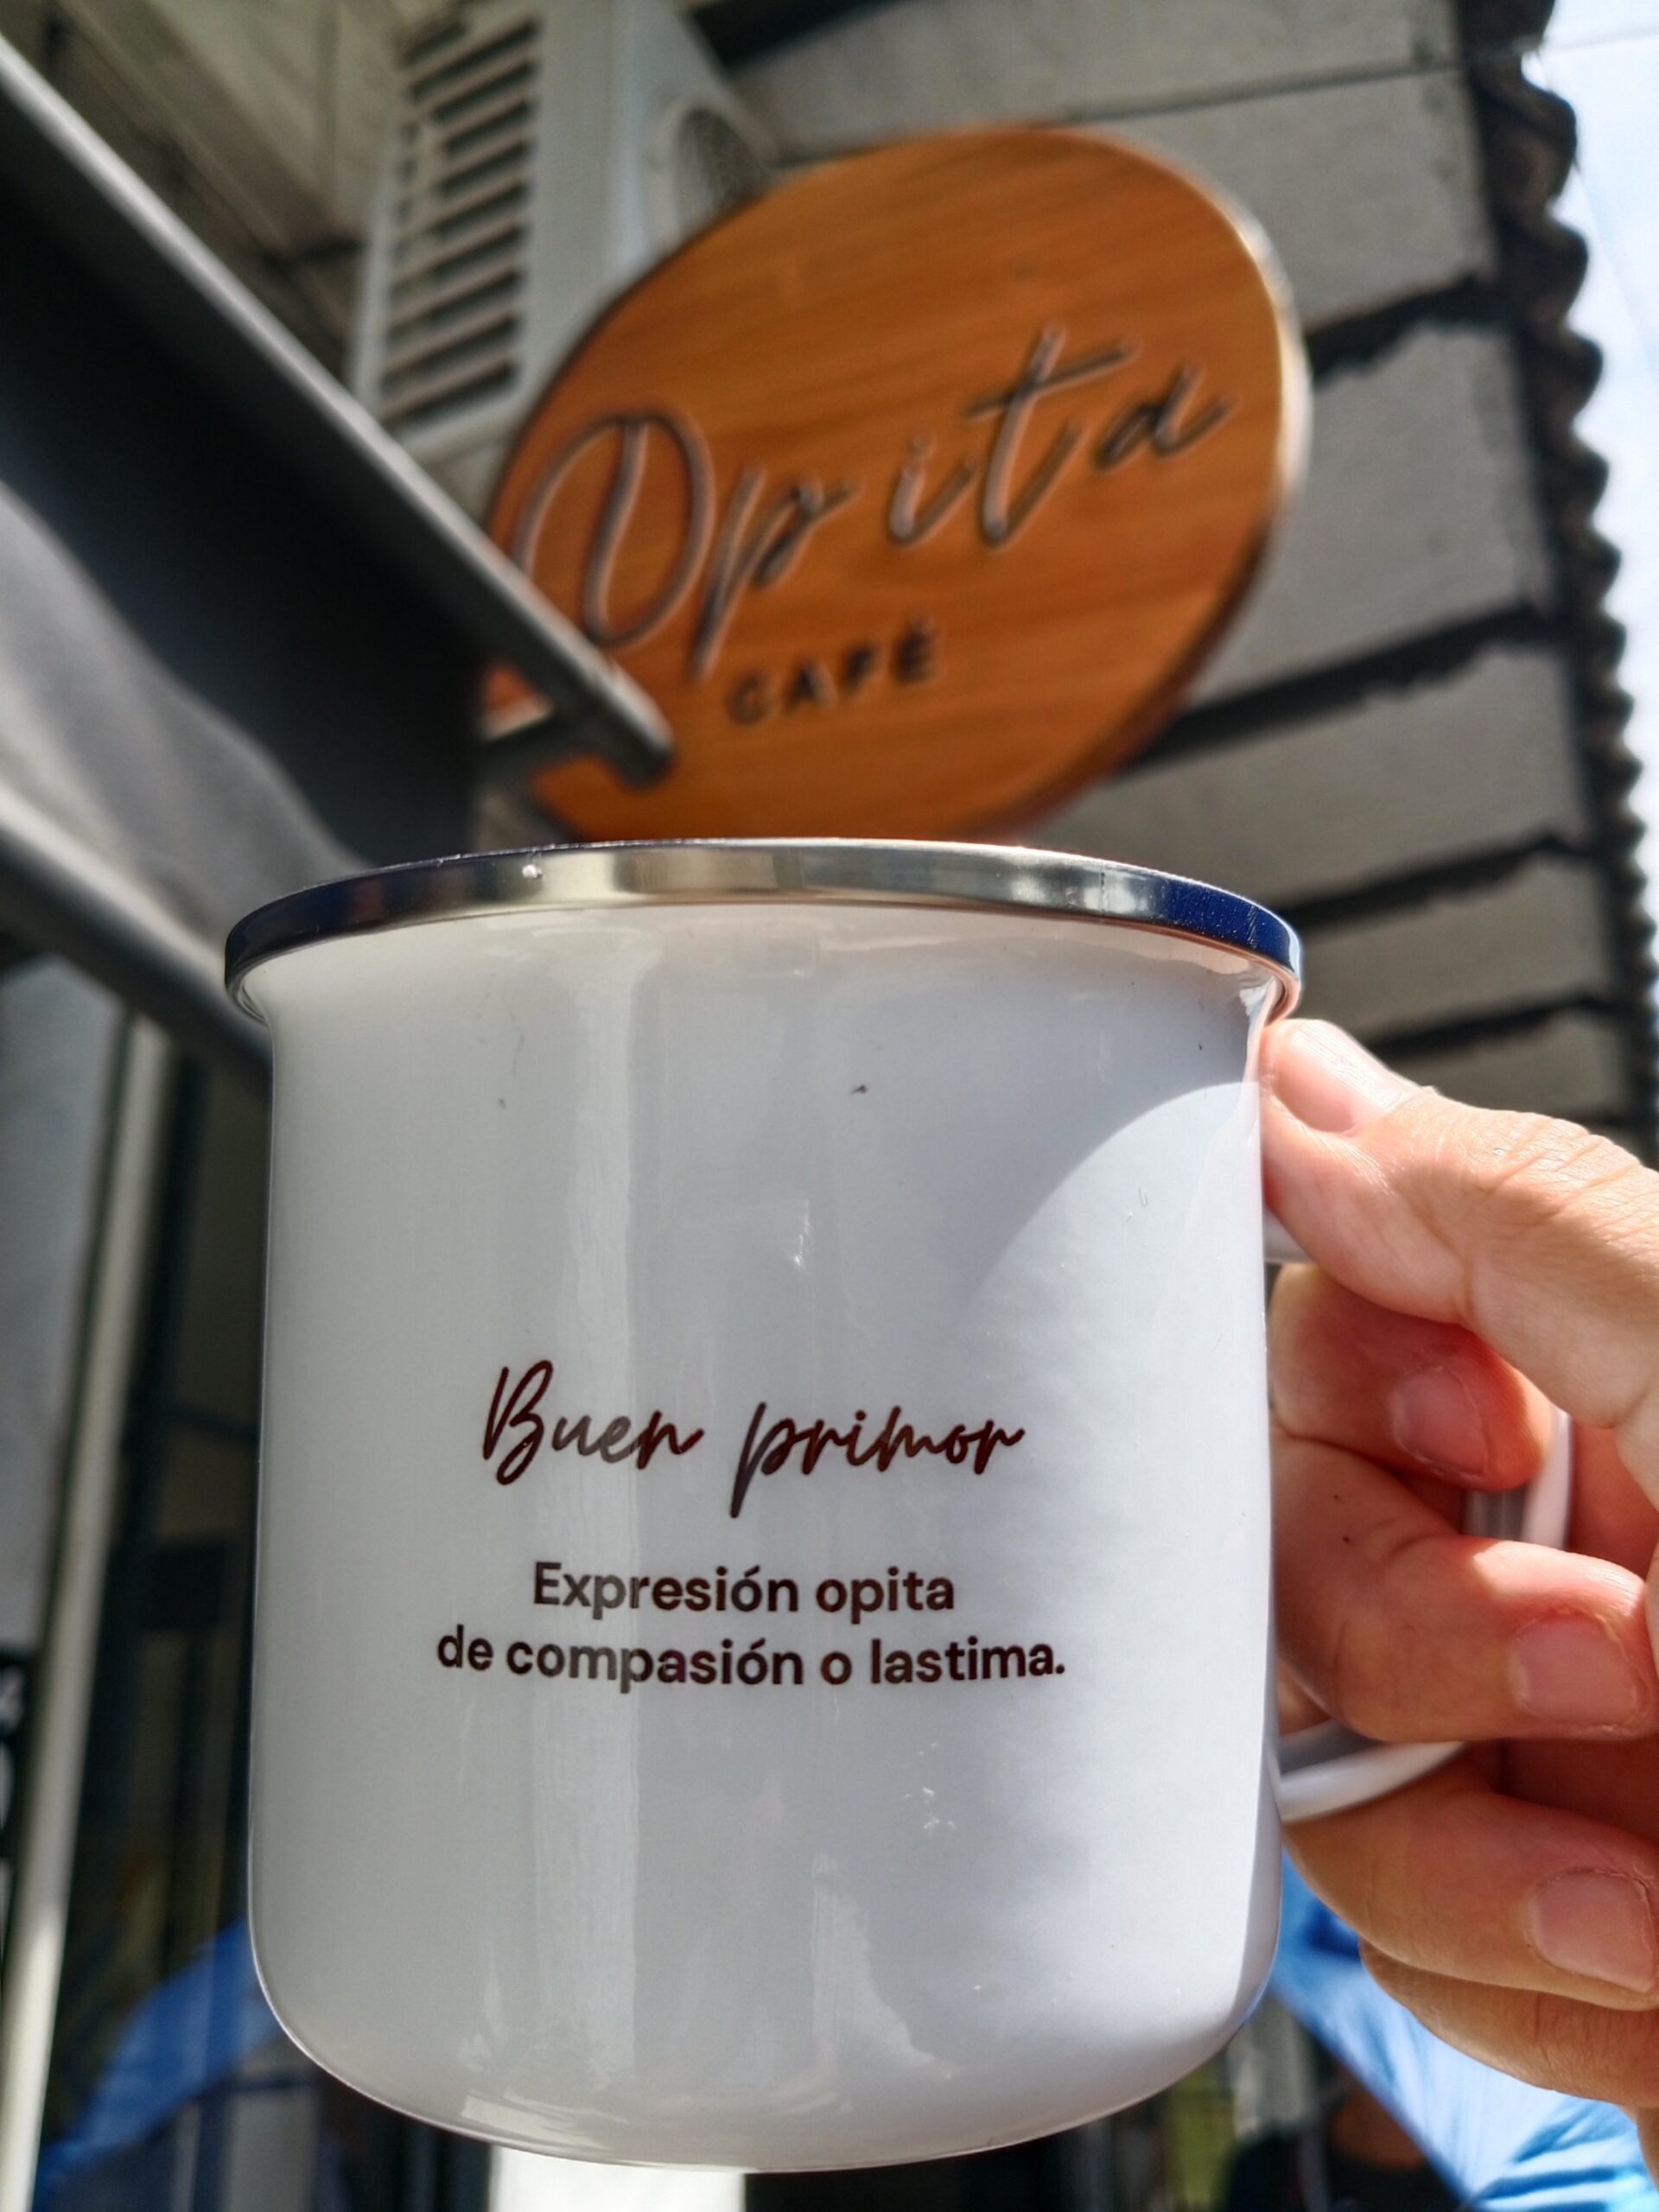 Opita
CAFÉ
Buen primor
Expresión opita
de compasión o lastima.